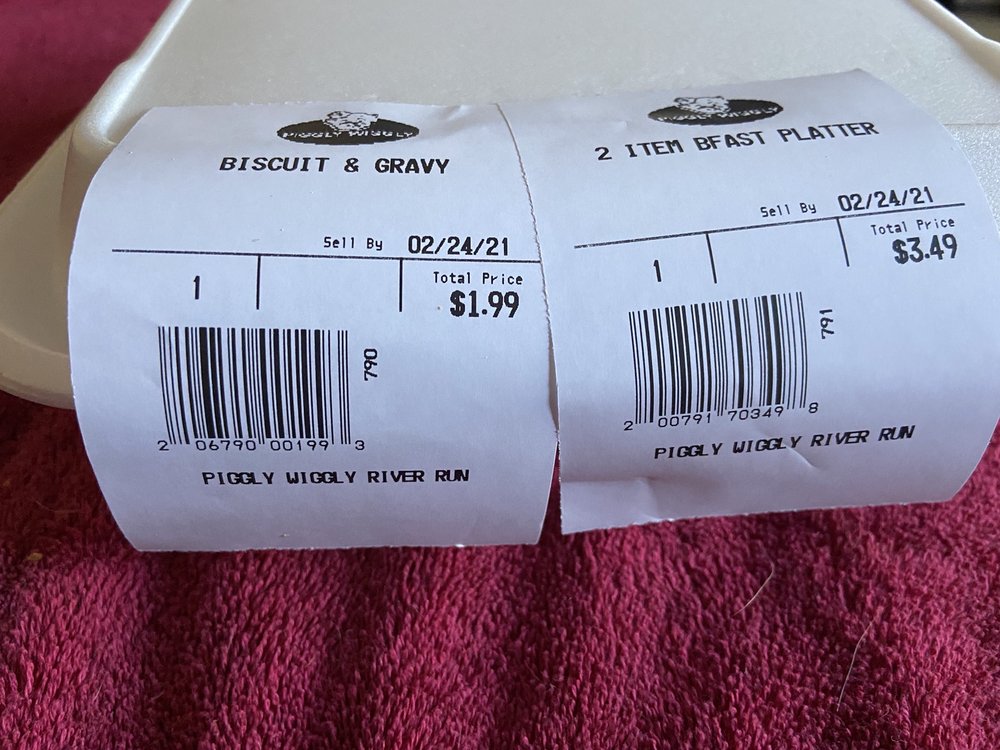 PIGGLY WIGGLY
BISCUIT & GRAVY
Sell By 02/24/21
1
Total Price
$1.99
790
2 06790 00199 3
PIGGLY WIGGLY RIVER RUN
PIGGLY WIGGLY
2 ITEM BFAST PLATTER
Sell By 02/24/21
1
Total Price
$3.49
791
2 00791 70349 8
PIGGLY WIGGLY RIVER RUN